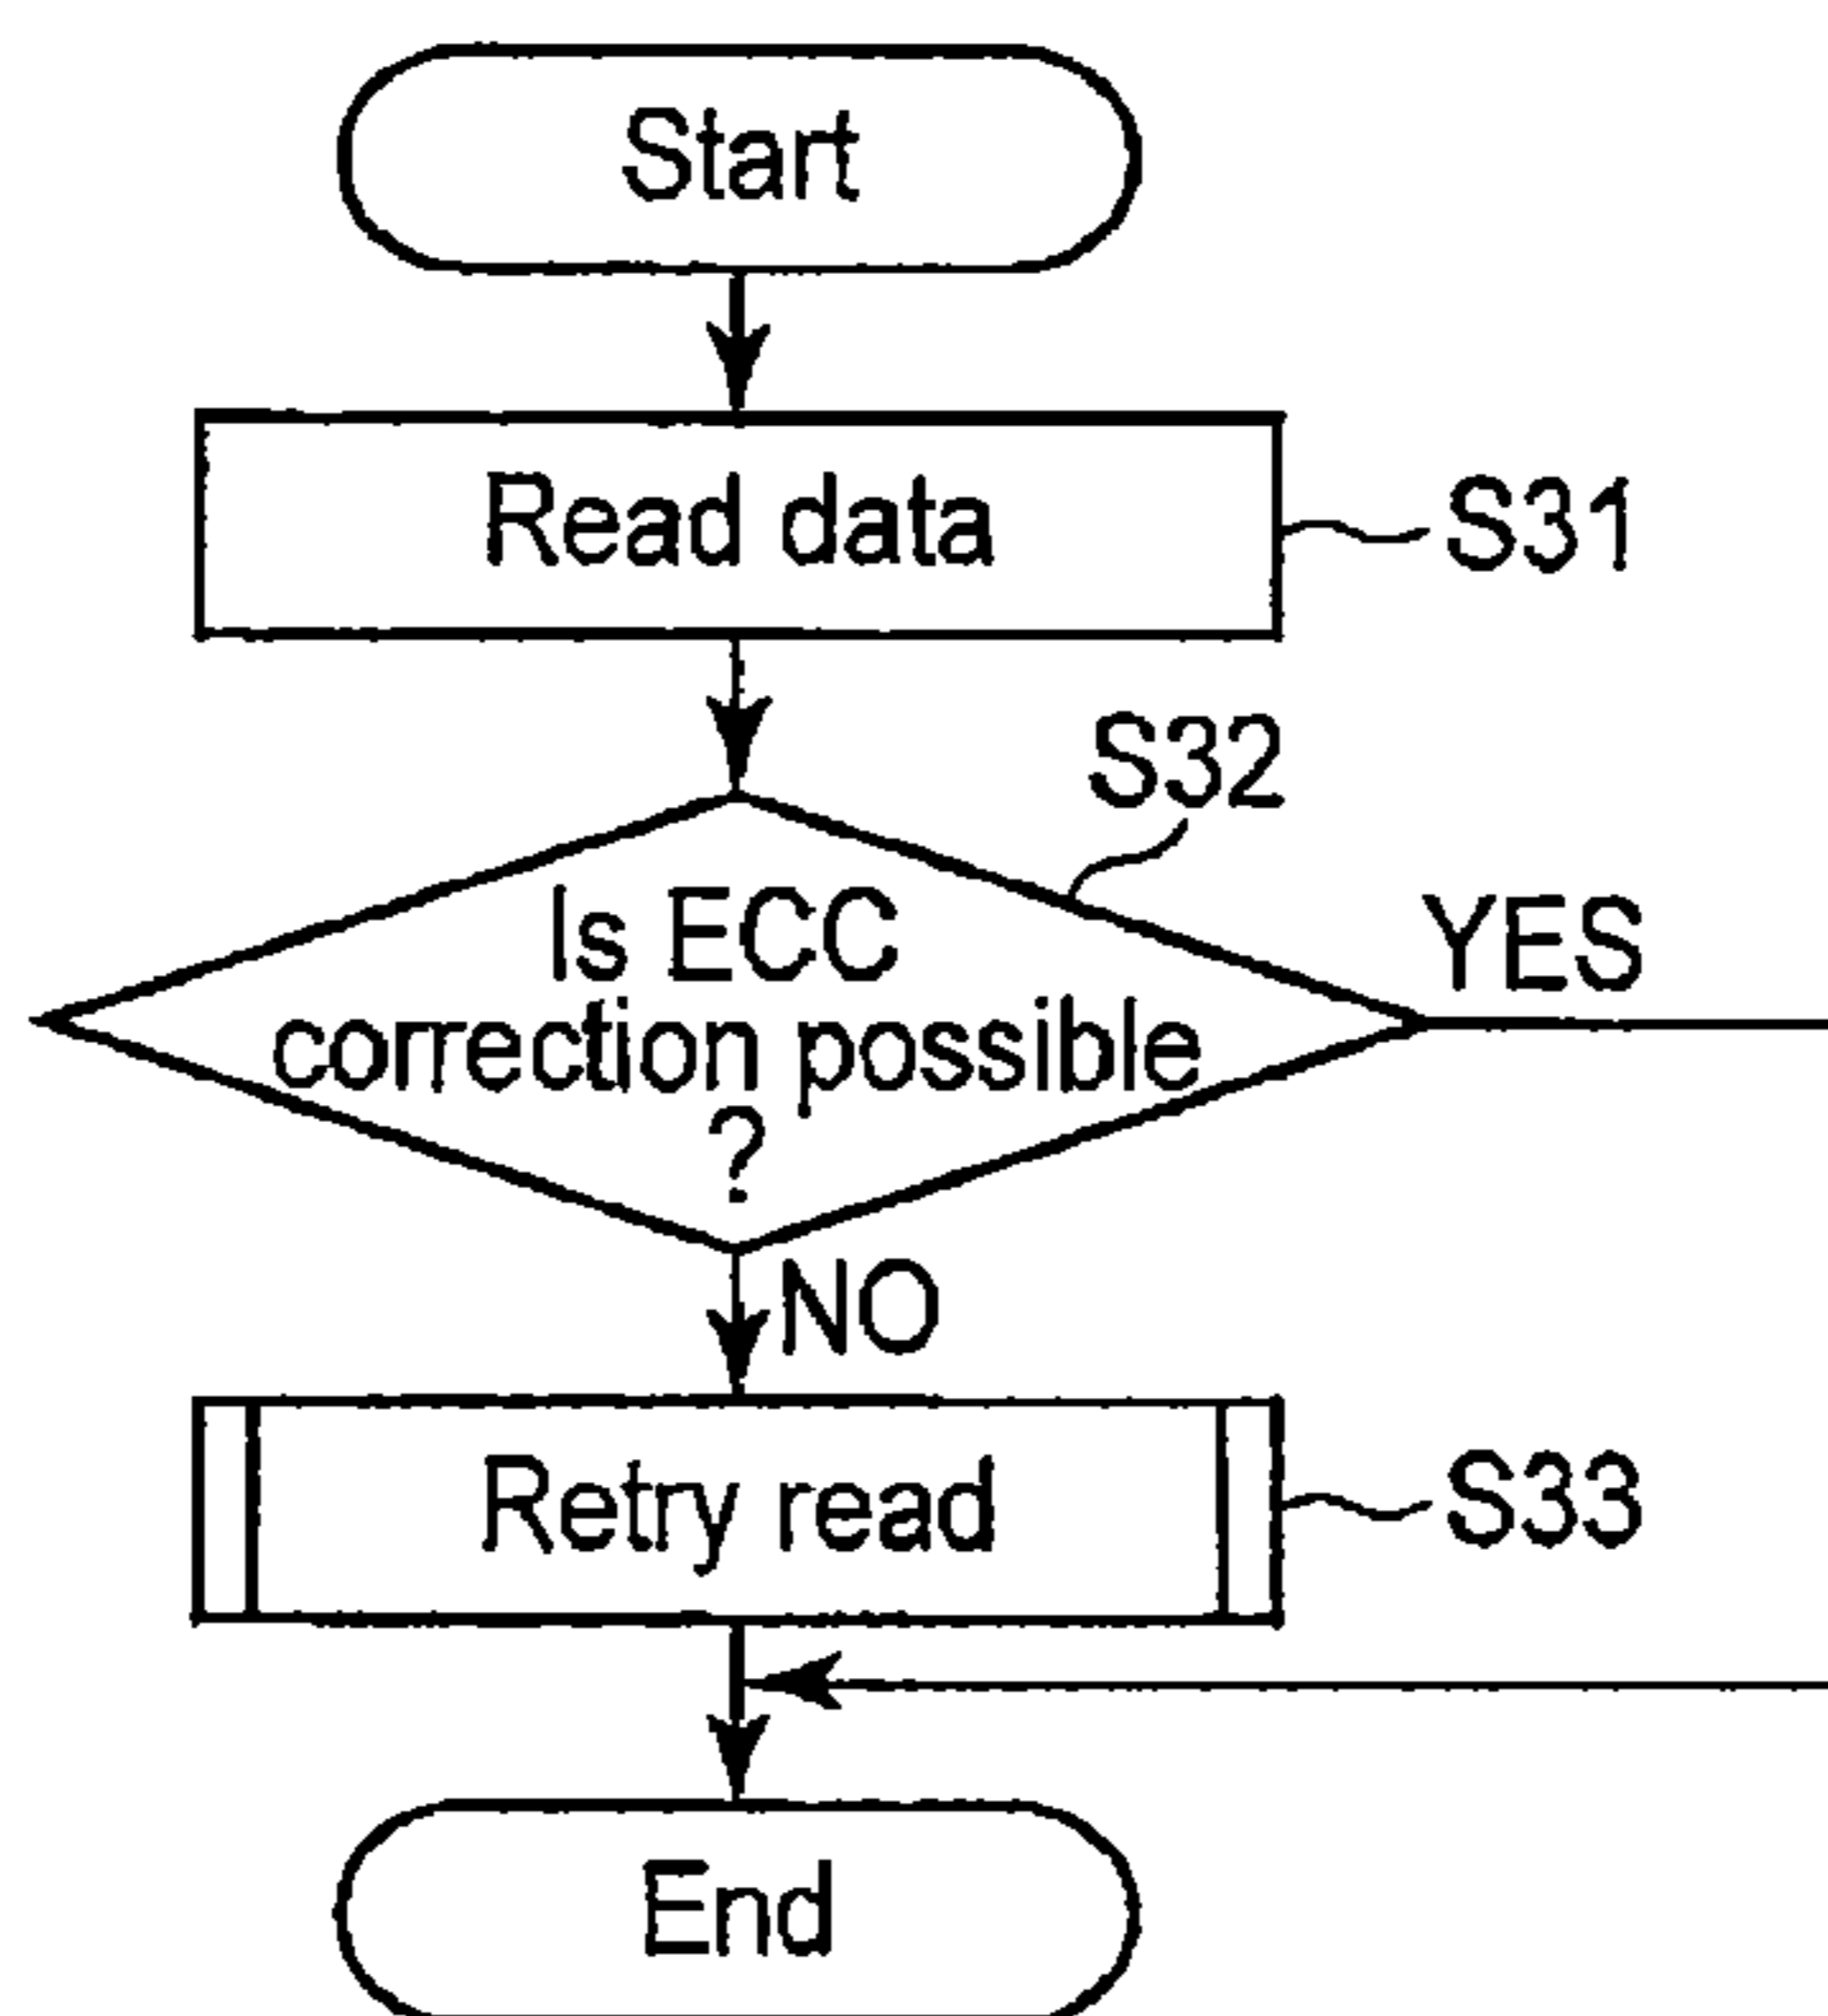 Start
Read data
S31
S32
Is ECC
correction possible
?
YES
NO
Retry read
S33
End